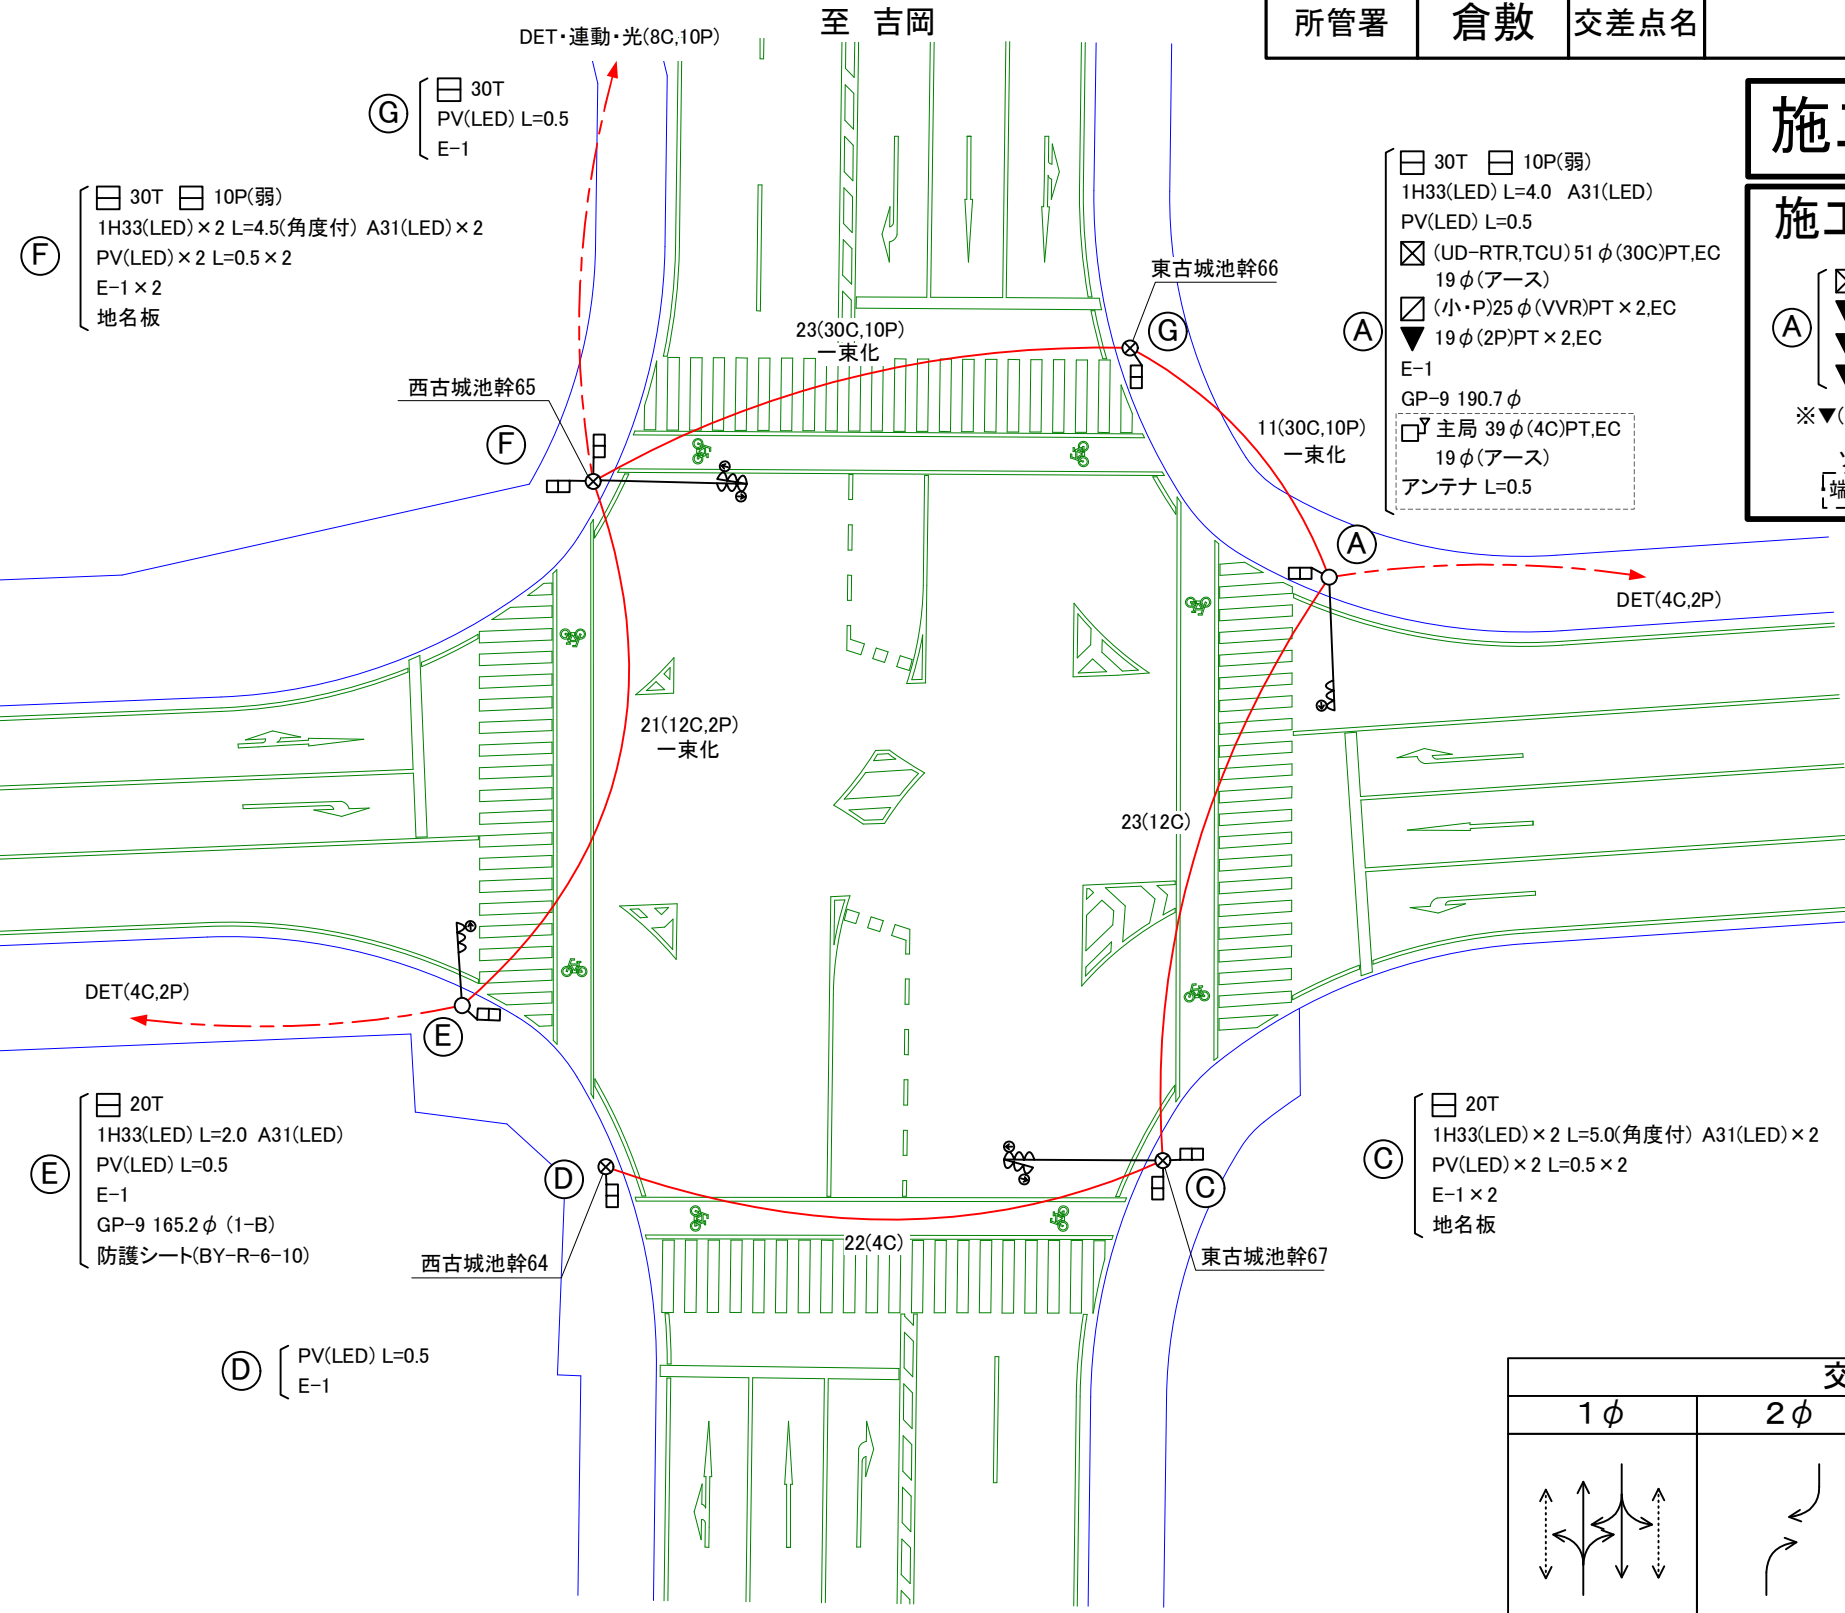 至 吉岡
所管署
倉敷
交差点名
DET・連動・光(8C,10P)
G
30T
PV(LED) L=0.5
E-1
F
30T 10P(弱)
1H33(LED)×2 L=4.5(角度付) A31(LED)×2
PV(LED)×2 L=0.5×2
E-1×2
地名板
施工
A
30T 10P(弱)
1H33(LED) L=4.0 A31(LED)
PV(LED) L=0.5
(UD-RTR,TCU)51φ(30C)PT,EC
19φ(アース)
(小・P)25φ(VVR)PT×2,EC
19φ(2P)PT×2,EC
E-1
GP-9 190.7φ
主局 39φ(4C)PT,EC
19φ(アース)
アンテナ L=0.5
施工
A
※▼(
端
東古城池幹66
G
23(30C,10P)
一束化
西古城池幹65
F
11(30C,10P)
一束化
A
DET(4C,2P)
21(12C,2P)
一束化
23(12C)
DET(4C,2P)
E
E
20T
1H33(LED) L=2.0 A31(LED)
PV(LED) L=0.5
E-1
GP-9 165.2φ (1-B)
防護シート(BY-R-6-10)
D
C
22(4C)
西古城池幹64
東古城池幹67
C
20T
1H33(LED)×2 L=5.0(角度付) A31(LED)×2
PV(LED)×2 L=0.5×2
E-1×2
地名板
D
PV(LED) L=0.5
E-1
交
1φ
2φ